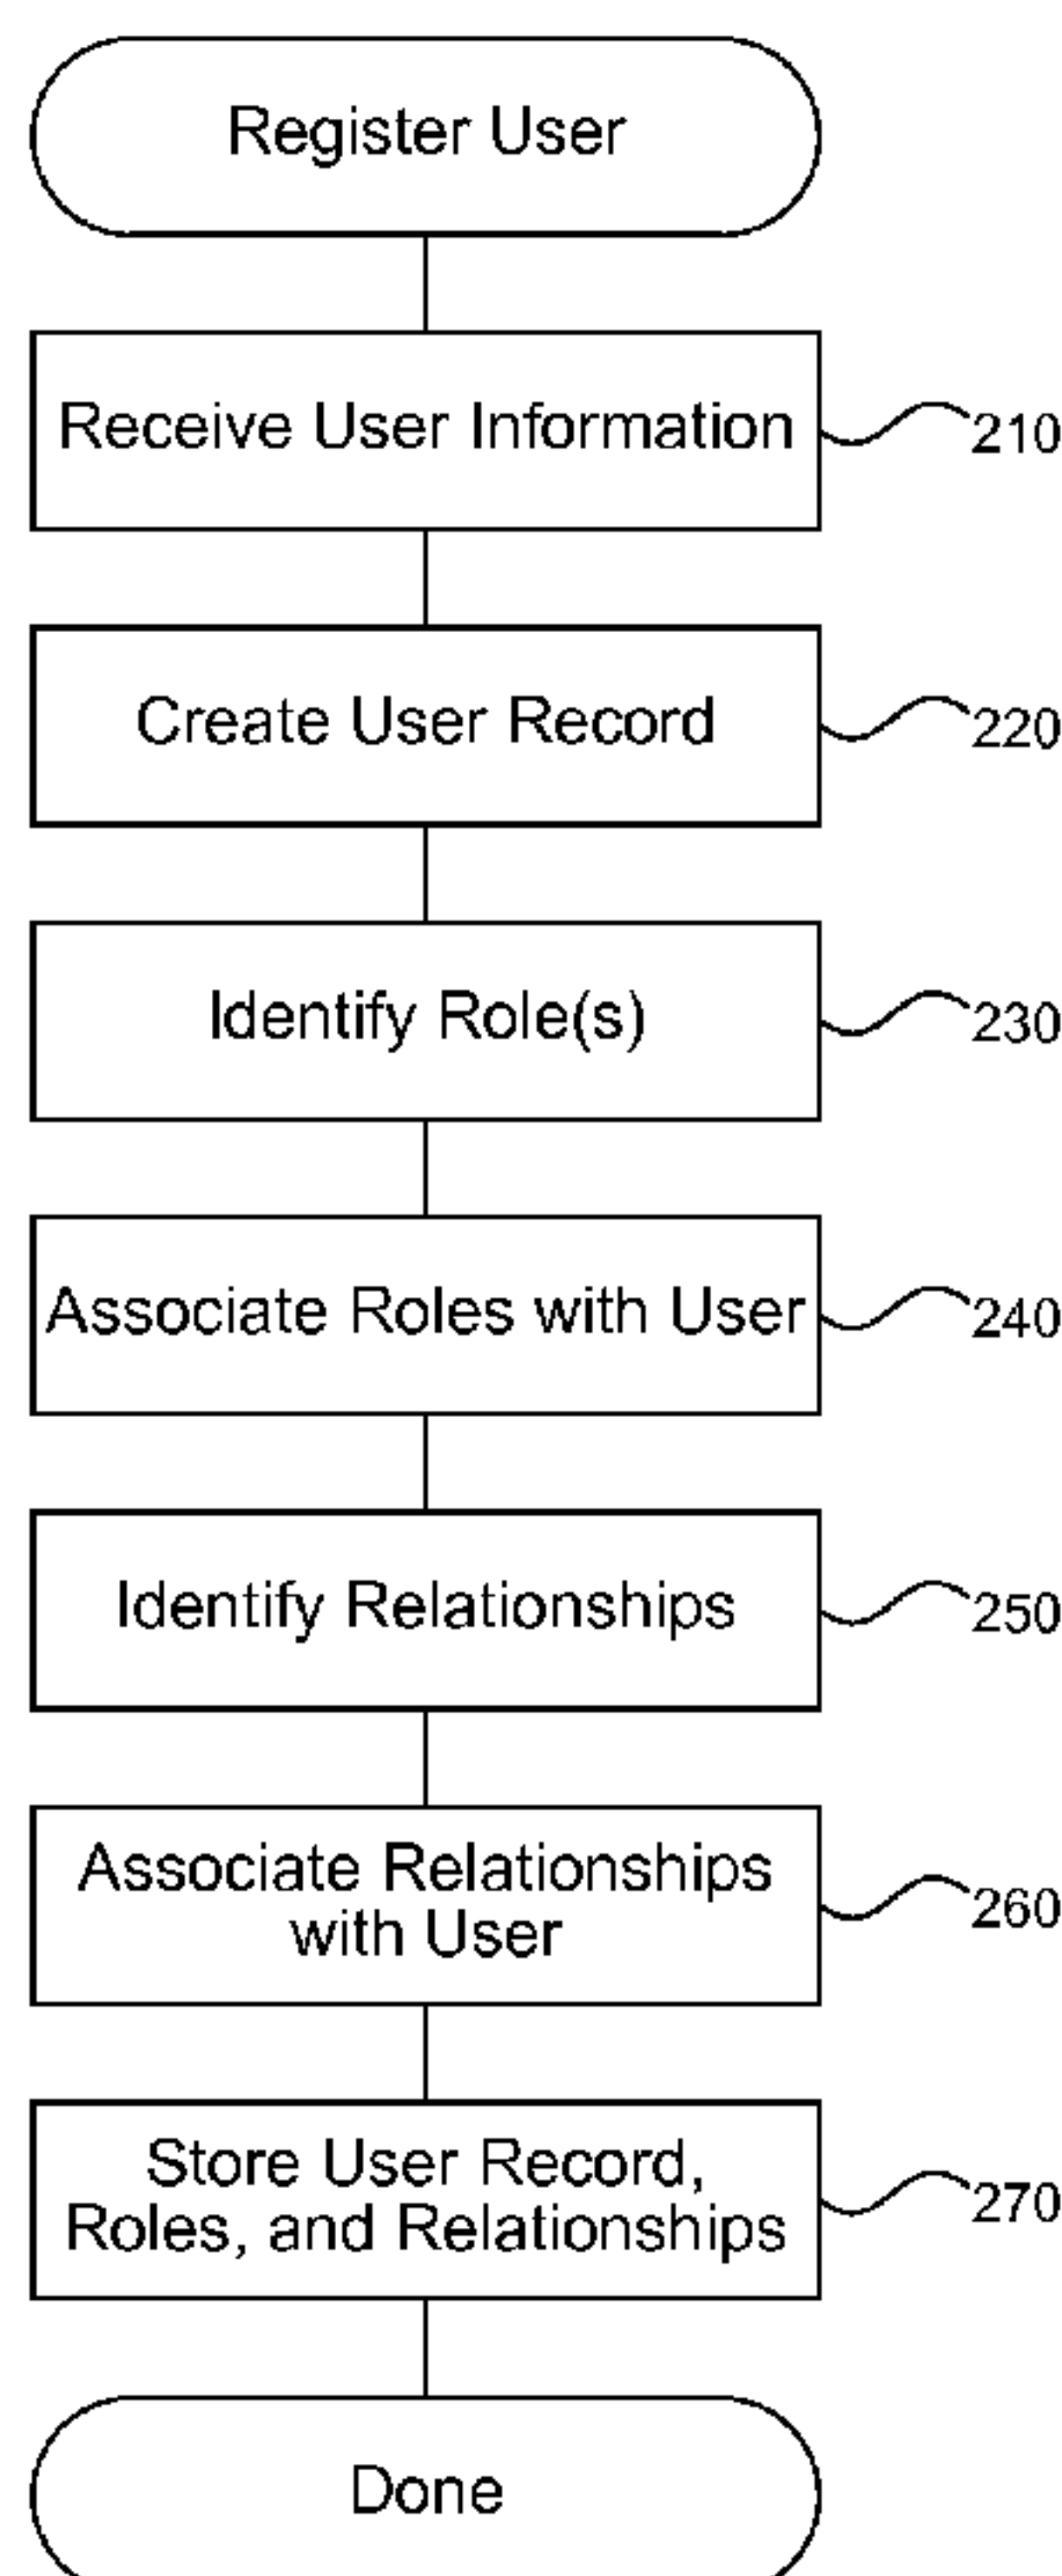 Register User
Receive User Information
210
Create User Record
220
Identify Role(s)
230
Associate Roles with User
240
Identify Relationships
250
Associate Relationships
with User
260
Store User Record,
Roles, and Relationships
270
Done